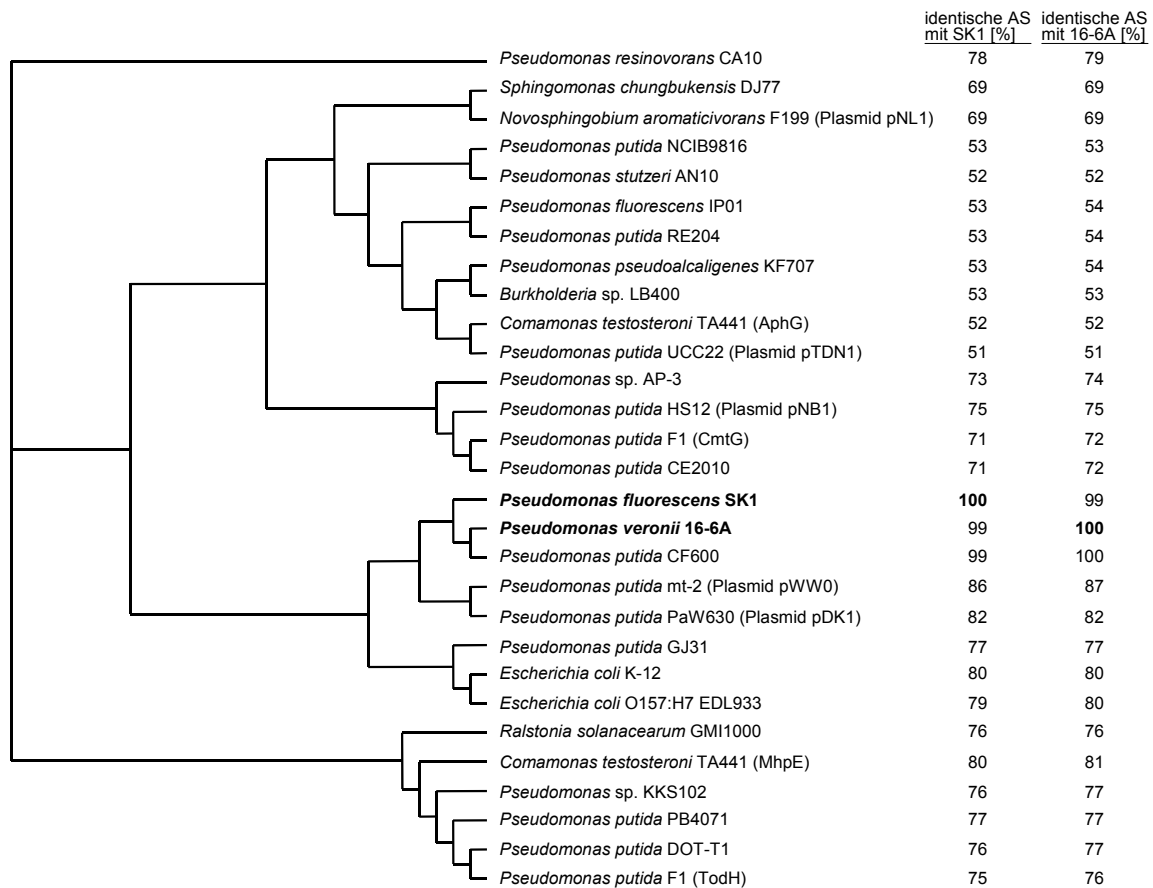 identische AS identische AS
mit SK1 [%] mit 16-6A [%]
Pseudomonas resinovorans CA10 78 79
Sphingomonas chungbukensis DJ77 69 69
Novosphingobium aromaticivorans F199 (Plasmid pNL1) 69 69
Pseudomonas putida NCIB9816 53 53
Pseudomonas stutzeri AN10 52 52
Pseudomonas fluorescens IP01 53 54
Pseudomonas putida RE204 53 54
Pseudomonas pseudoalcaligenes KF707 53 54
Burkholderia sp. LB400 53 53
Comamonas testosteroni TA441 (AphG) 52 52
Pseudomonas putida UCC22 (Plasmid pTDN1) 51 51
Pseudomonas sp. AP-3 73 74
Pseudomonas putida HS12 (Plasmid pNB1) 75 75
Pseudomonas putida F1 (CmtG) 71 72
Pseudomonas putida CE2010 71 72
Pseudomonas fluorescens SK1 100 99
Pseudomonas veronii 16-6A 99 100
Pseudomonas putida CF600 99 100
Pseudomonas putida mt-2 (Plasmid pWW0) 86 87
Pseudomonas putida PaW630 (Plasmid pDK1) 82 82
Pseudomonas putida GJ31 77 77
Escherichia coli K-12 80 80
Escherichia coli O157:H7 EDL933 79 80
Ralstonia solanacearum GMI1000 76 76
Comamonas testosteroni TA441 (MhpE) 80 81
Pseudomonas sp. KKS102 76 77
Pseudomonas putida PB4071 77 77
Pseudomonas putida DOT-T1 76 77
Pseudomonas putida F1 (TodH) 75 76